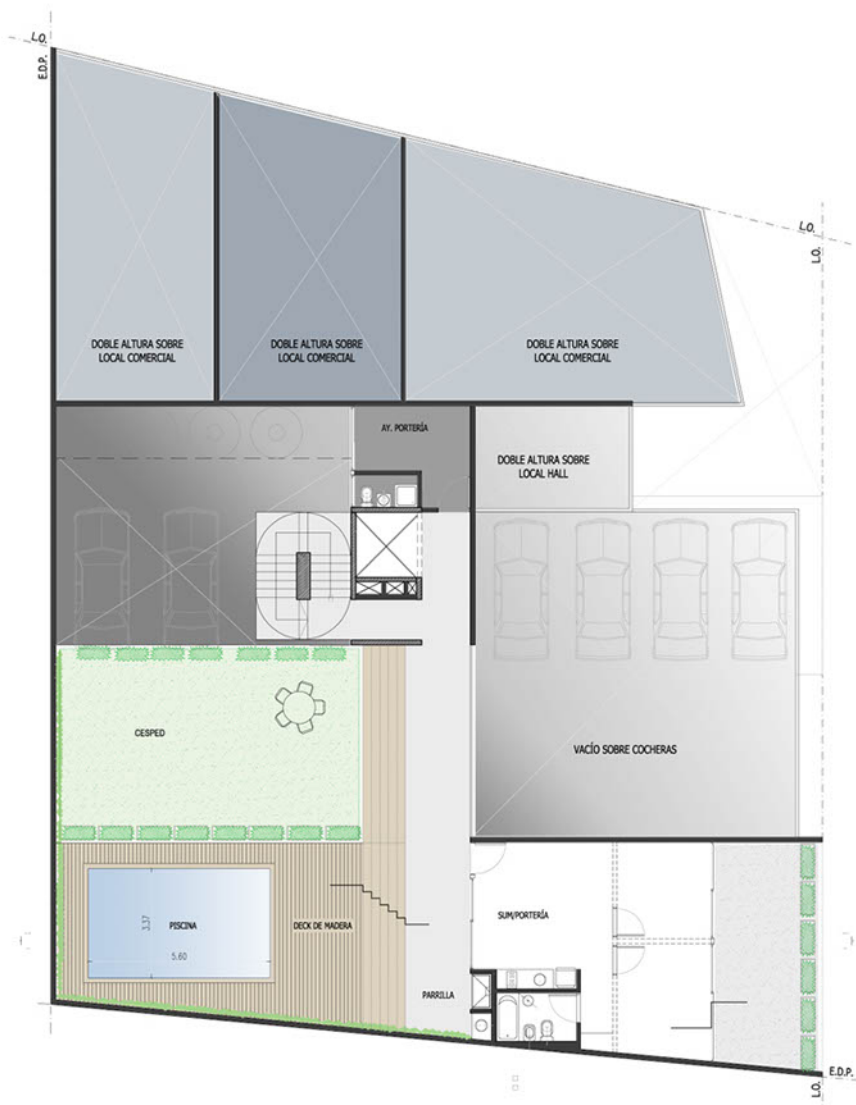 L.O.
E.D.P.
L.O.
L.O.
DOBLE ALTURA SOBRE
LOCAL COMERCIAL
DOBLE ALTURA SOBRE
LOCAL COMERCIAL
DOBLE ALTURA SOBRE
LOCAL COMERCIAL
AY. PORTERÍA
DOBLE ALTURA SOBRE
LOCAL HALL
CESPED
VACÍO SOBRE COCHERAS
PISCINA
3.37
5.60
DECK DE MADERA
SUM/PORTERÍA
PARRILLA
E.D.P.
L.O.